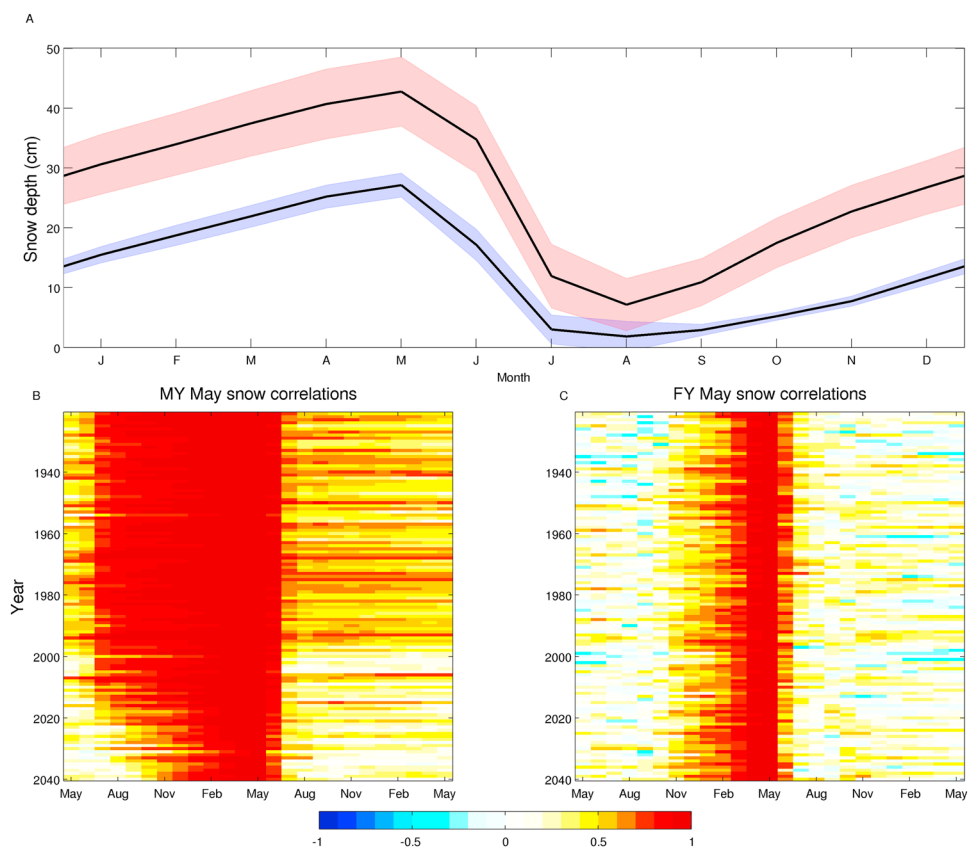 A
50
40
30
20
10
0
Snow depth (cm)
J F M A M J J A S O N D
Month
B MY May snow correlations
C FY May snow correlations
1940 1940
1960 1960
1980 1980
2000 2000
2020 2020
2040 2040
Year
May Aug Nov Feb May Aug Nov Feb May
May Aug Nov Feb May Aug Nov Feb May
-1 -0.5 0 0.5 1